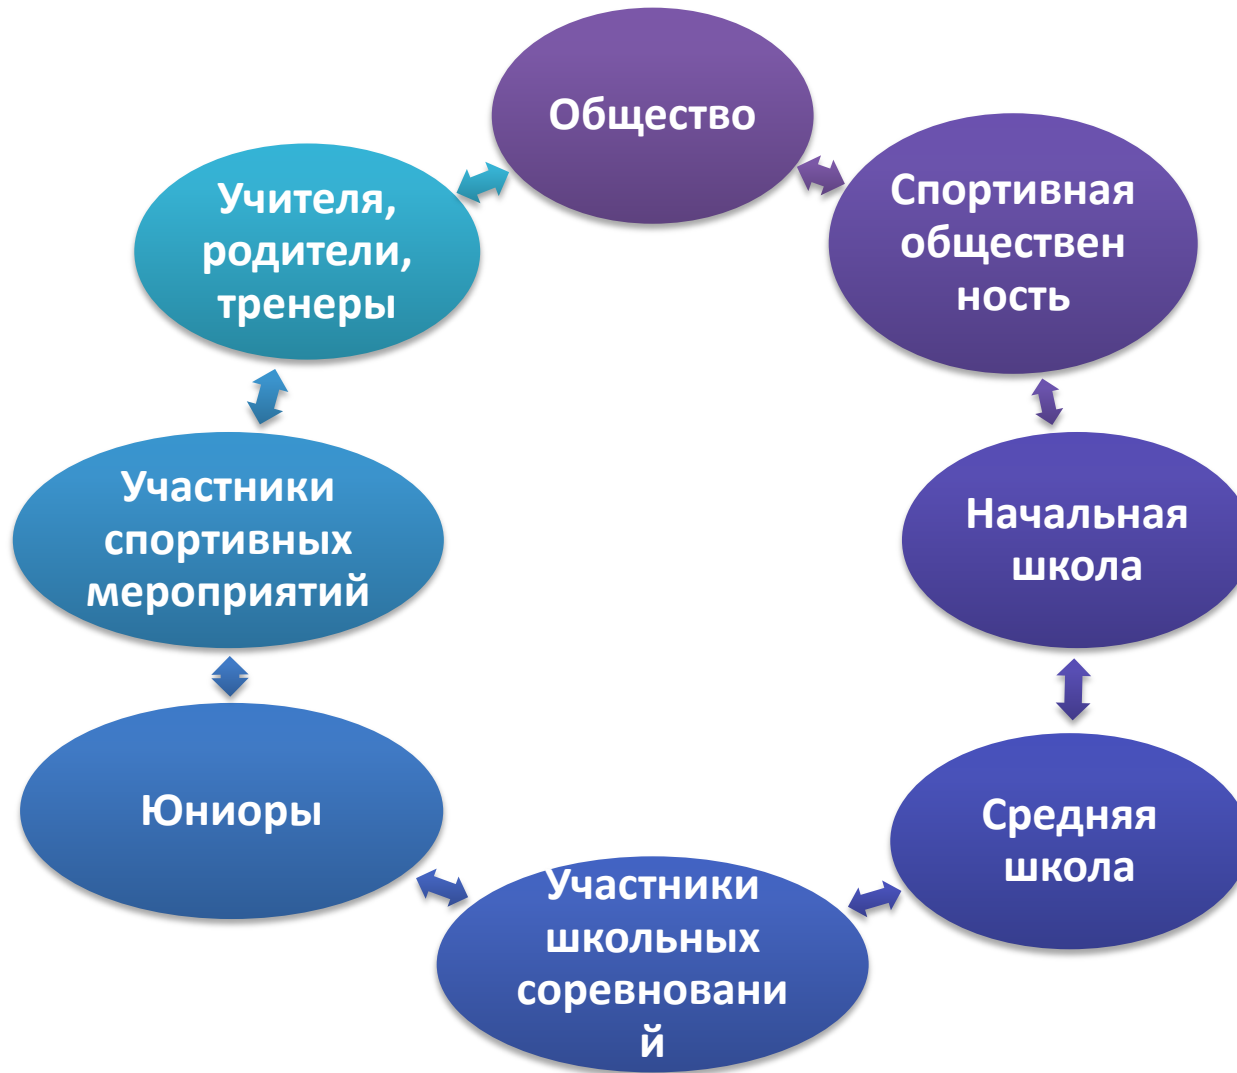 Общество
Спортивная
обществен
ность
Начальная
школа
Средняя
школа
Участники
школьных
соревновани
й
Юниоры
Участники
спортивных
мероприятий
Учителя,
родители,
тренеры